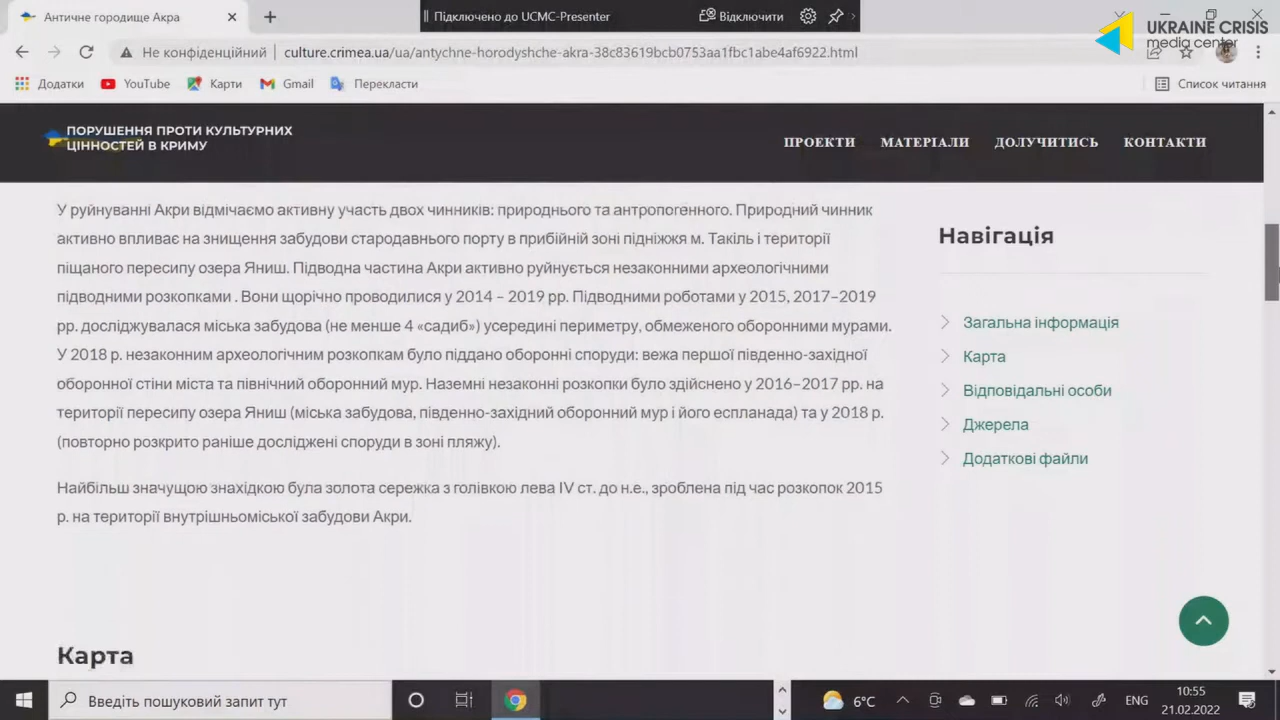 Античне городище Акра
Підключено до UCMC-Presenter
Відключити
UKRAINE CRISIS
media center
Не конфіденційний
culture.crimea.ua/ua/antychne-horodyshche-akra-38c83619bcb0753aa1fbc1abe4af6922.html
Додатки
YouTube
Карти
Gmail
Перекласти
Список читання
ПОРУШЕННЯ ПРОТИ КУЛЬТУРНИХ
ЦІННОСТЕЙ В КРИМУ
ПРОЕКТИ
МАТЕРІАЛИ
ДОЛУЧИТИСЬ
КОНТАКТИ
У руйнуванні Акри відмічаємо активну участь двох чинників: природнього та антропогенного. Природний чинник
активно впливає на знищення забудови стародавнього порту в прибійній зоні підніжжя м. Такіль і території
піщаного пересипу озера Яниш. Підводна частина Акри активно руйнується незаконними археологічними
підводними розкопками . Вони щорічно проводилися у 2014 – 2019 рр. Підводними роботами у 2015, 2017–2019
рр. досліджувалася міська забудова (не менше 4 «садиб») усередині периметру, обмеженого оборонними мурами.
У 2018 р. незаконним археологічним розкопкам було піддано оборонні споруди: вежа першої південно-західної
оборонної стіни міста та північний оборонний мур. Наземні незаконні розкопки було здійснено у 2016–2017 рр. на
території пересипу озера Яниш (міська забудова, південно-західний оборонний мур і його еспланада) та у 2018 р.
(повторно розкрито раніше досліджені споруди в зоні пляжу).
Найбільш значущою знахідкою була золота сережка з голівкою лева IV ст. до н.е., зроблена під час розкопок 2015
р. на території внутрішньоміської забудови Акри.
Навігація
Загальна інформація
Карта
Відповідальні особи
Джерела
Додаткові файли
Карта
Введіть пошуковий запит тут
6°C
ENG
10:55
21.02.2022